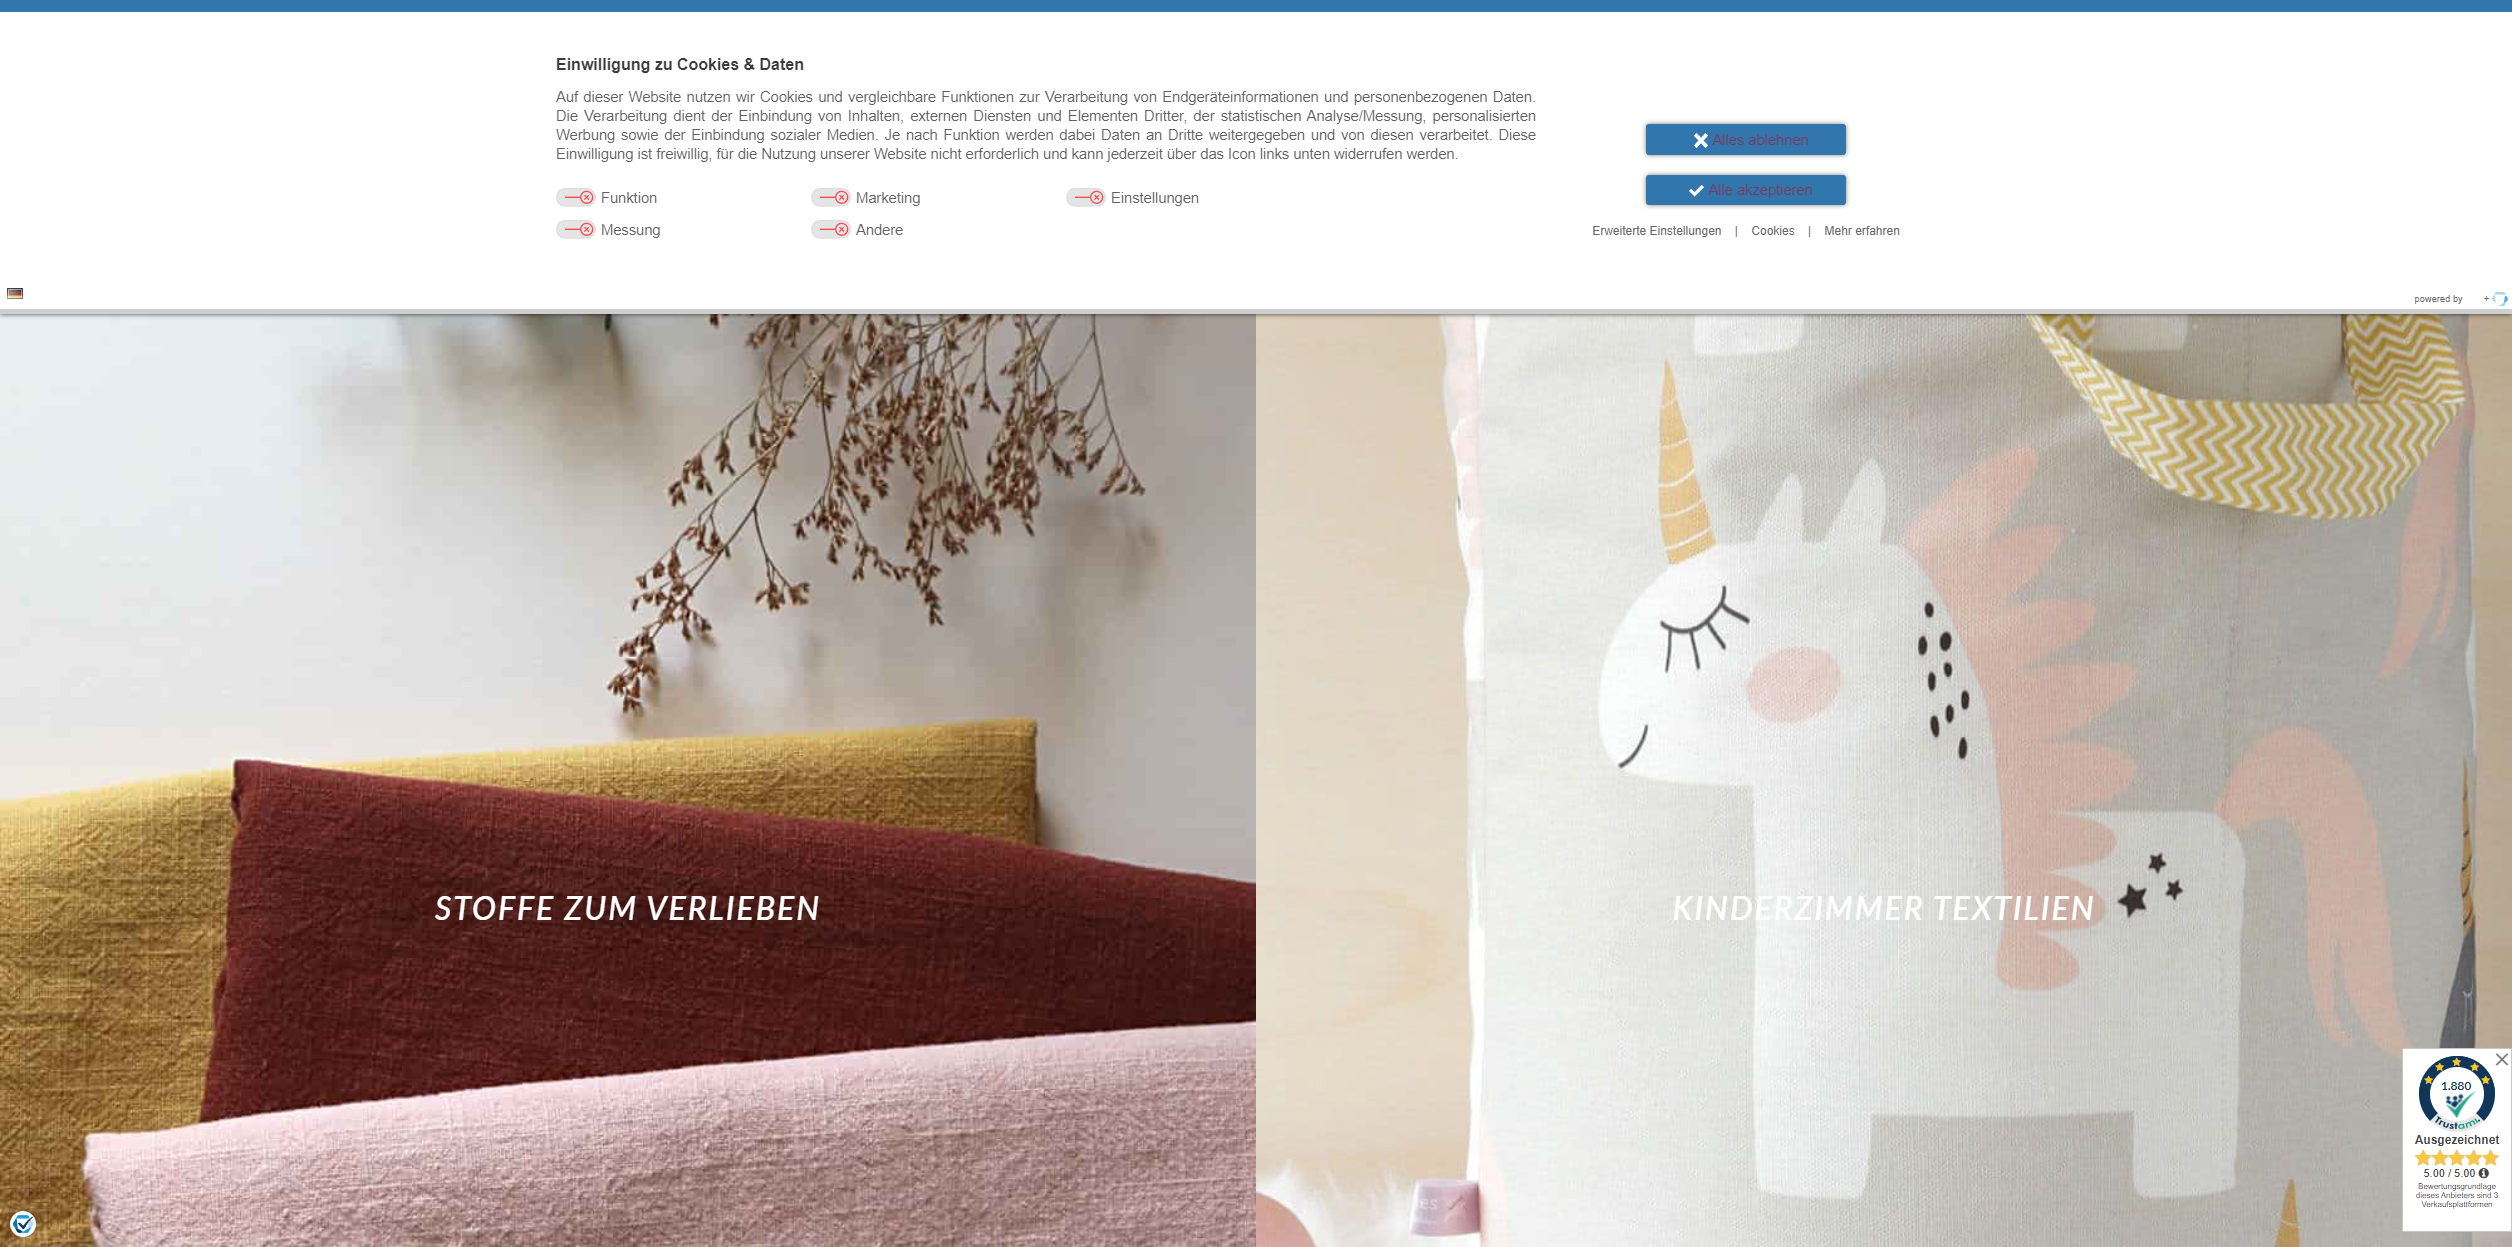 Einwilligung zu Cookies & Daten
Auf dieser Website nutzen wir Cookies und vergleichbare Funktionen zur Verarbeitung von Endgeräteinformationen und personenbezogenen Daten.
Die Verarbeitung dient der Einbindung von Inhalten, externen Diensten und Elementen Dritter, der statistischen Analyse/Messung, personalisierten
Werbung sowie der Einbindung sozialer Medien. Je nach Funktion werden dabei Daten an Dritte weitergegeben und von diesen verarbeitet. Diese
Einwilligung ist freiwillig, für die Nutzung unserer Website nicht erforderlich und kann jederzeit über das Icon links unten widerrufen werden.
Funktion Marketing Einstellungen
Messung Andere
Alles ablehnen
Alle akzeptieren
Erweiterte Einstellungen | Cookies | Mehr erfahren
powered by +
STOFFE ZUM VERLIEBEN
KINDERZIMMER TEXTILIEN
1.880
Trustami
Ausgezeichnet
5.00 / 5.00
Bewertungsgrundlage
dieses Anbieters sind 3
Verkaufsplattformen